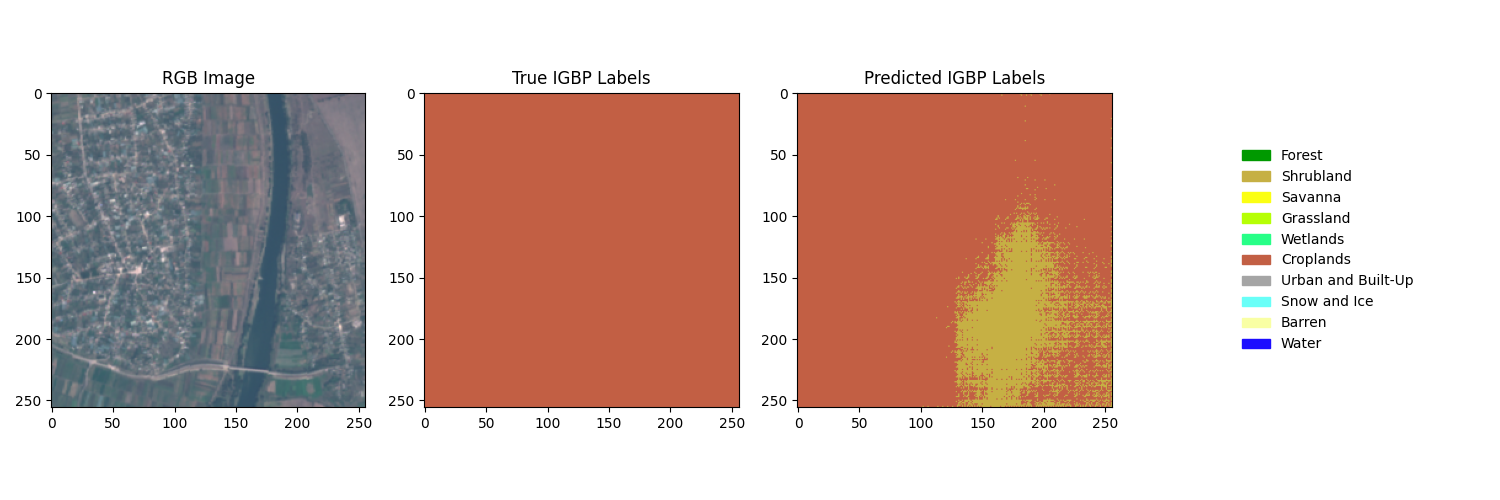 RGB Image
True IGBP Labels
Predicted IGBP Labels
0
50
100
150
200
250
0
50
100
150
200
250
0
50
100
150
200
250
0
50
100
150
200
250
0
50
100
150
200
250
0
50
100
150
200
250
Forest
Shrubland
Savanna
Grassland
Wetlands
Croplands
Urban and Built-Up
Snow and Ice
Barren
Water